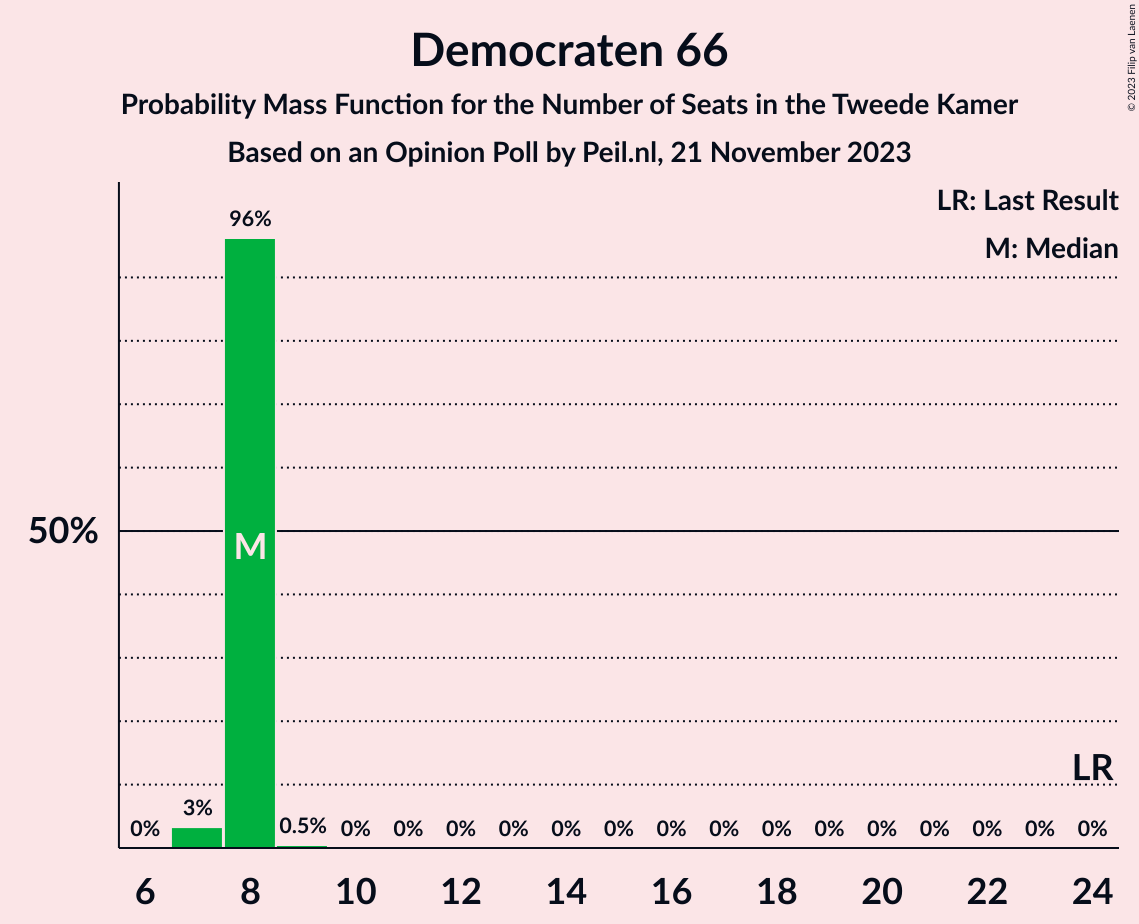 Democraten 66
Probability Mass Function for the Number of Seats in the Tweede Kamer
Based on an Opinion Poll by Peil.nl, 21 November 2023
© 2023 Filip van Laenen
LR: Last Result
M: Median
96%
50%
M
LR
0% 3% 0.5% 0% 0% 0% 0% 0% 0% 0% 0% 0% 0% 0% 0% 0% 0% 0%
6 8 10 12 14 16 18 20 22 24